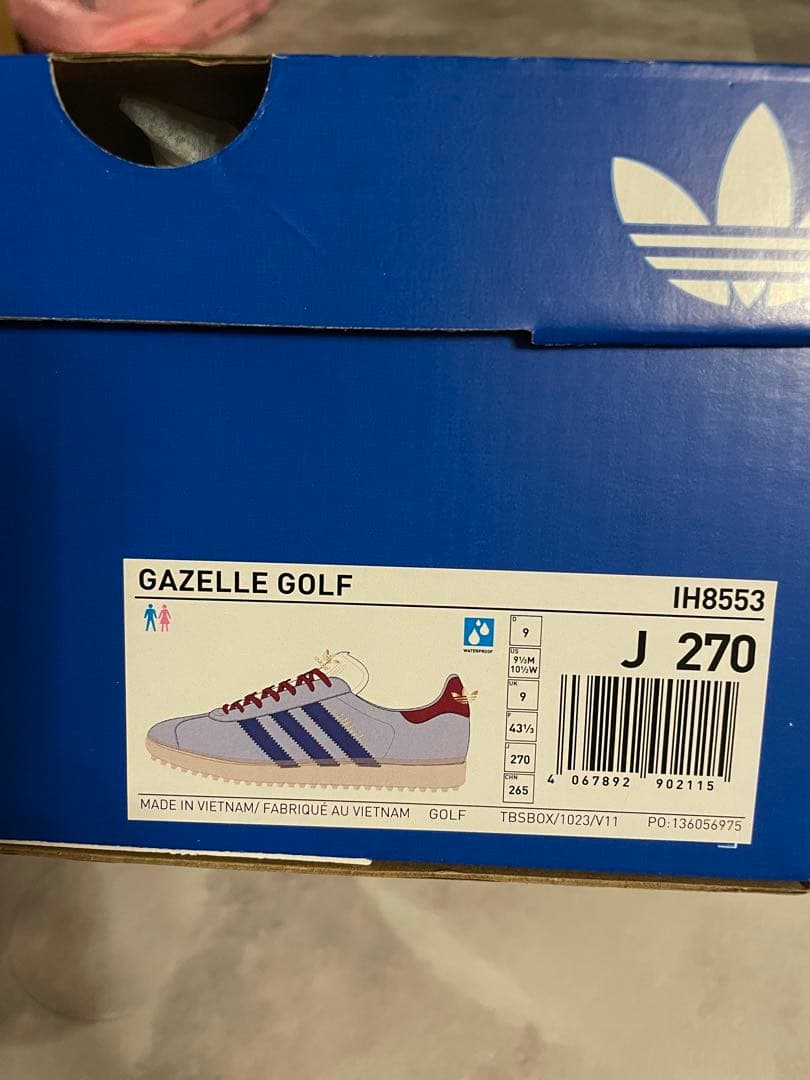 GAZELLE GOLF
IH8553
WATERPROOF
D
9
US
9½M
10½W
UK
9
F
43⅓
J
270
CHN
265
J 270
4 067892 902115
MADE IN VIETNAM/ FABRIQUÉ AU VIETNAM GOLF TBSBOX/1023/V11 PO:136056975